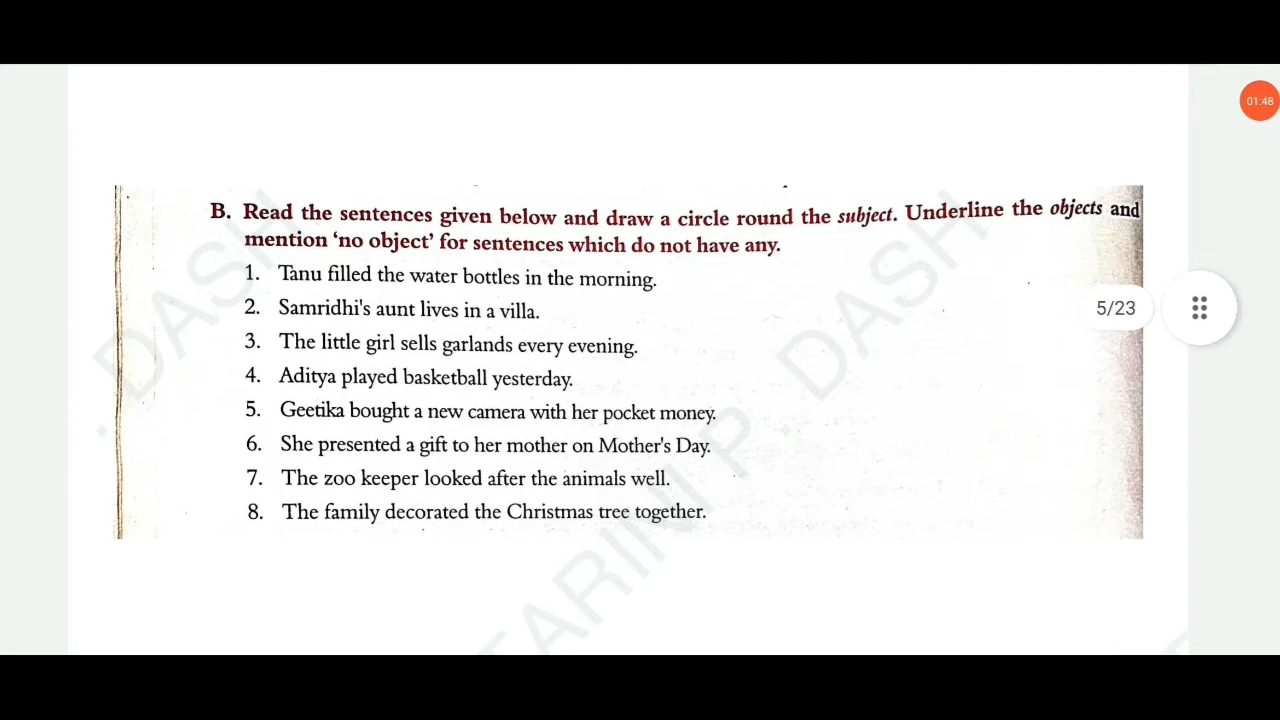 01:48
B. Read the sentences given below and draw a circle round the subject. Underline the objects and
mention ‘no object’ for sentences which do not have any.
1. Tanu filled the water bottles in the morning.
2. Samridhi's aunt lives in a villa.
5/23
3. The little girl sells garlands every evening.
4. Aditya played basketball yesterday.
5. Geetika bought a new camera with her pocket money.
6. She presented a gift to her mother on Mother's Day.
7. The zoo keeper looked after the animals well.
8. The family decorated the Christmas tree together.
. DASH
TARINI P. DASH